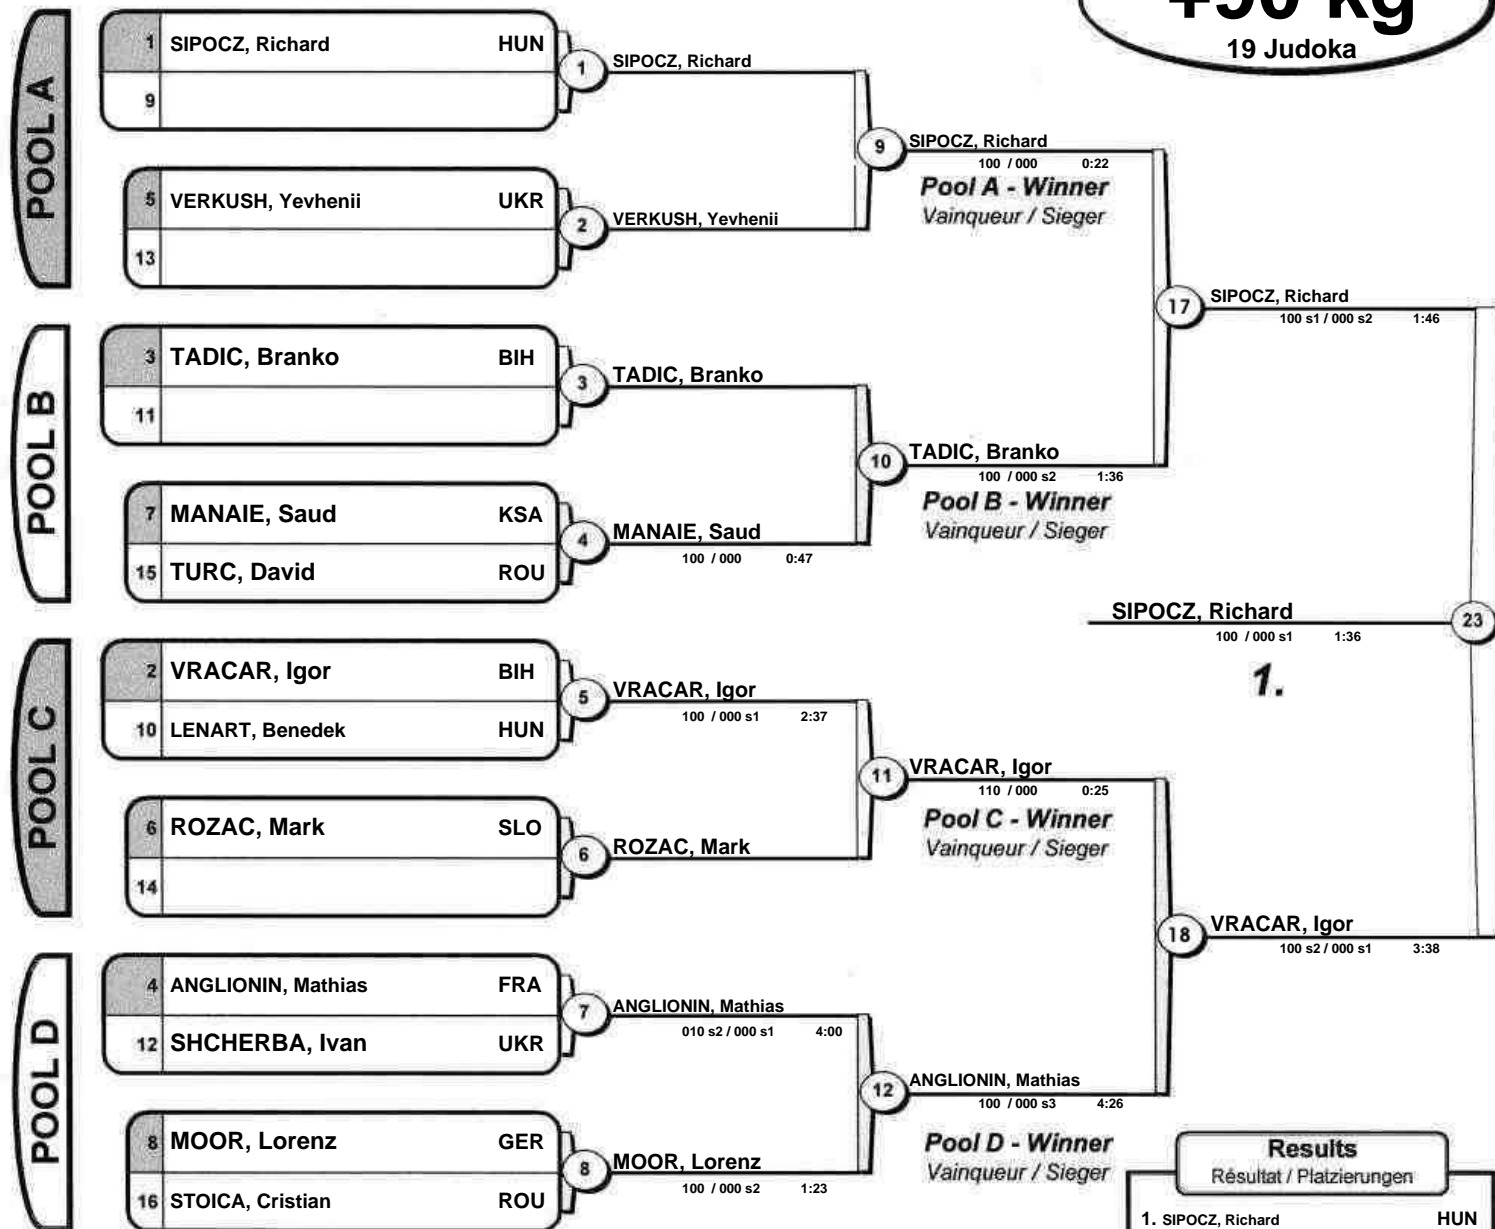 +90 kg
19 Judoka
POOL A
1 SIPOCZ, Richard HUN
9
1 SIPOCZ, Richard
5 VERKUSH, Yevhenii UKR
13
2 VERKUSH, Yevhenii
9 SIPOCZ, Richard
100 / 000 0:22
Pool A - Winner
Vainqueur / Sieger
POOL B
3 TADIC, Branko BIH
11
3 TADIC, Branko
7 MANAIE, Saud KSA
15 TURC, David ROU
4 MANAIE, Saud
100 / 000 0:47
10 TADIC, Branko
100 / 000 s2 1:36
Pool B - Winner
Vainqueur / Sieger
17 SIPOCZ, Richard
100 s1 / 000 s2 1:46
POOL C
2 VRACAR, Igor BIH
10 LENART, Benedek HUN
5 VRACAR, Igor
100 / 000 s1 2:37
6 ROZAC, Mark SLO
14
6 ROZAC, Mark
11 VRACAR, Igor
110 / 000 0:25
Pool C - Winner
Vainqueur / Sieger
POOL D
4 ANGLIONIN, Mathias FRA
12 SHCHERBA, Ivan UKR
7 ANGLIONIN, Mathias
010 s2 / 000 s1 4:00
8 MOOR, Lorenz GER
16 STOICA, Cristian ROU
8 MOOR, Lorenz
100 / 000 s2 1:23
12 ANGLIONIN, Mathias
100 / 000 s3 4:26
Pool D - Winner
Vainqueur / Sieger
18 VRACAR, Igor
100 s2 / 000 s1 3:38
SIPOCZ, Richard 23
100 / 000 s1 1:36
1.
Results
Résultat / Platzierungen
1. SIPOCZ, Richard HUN